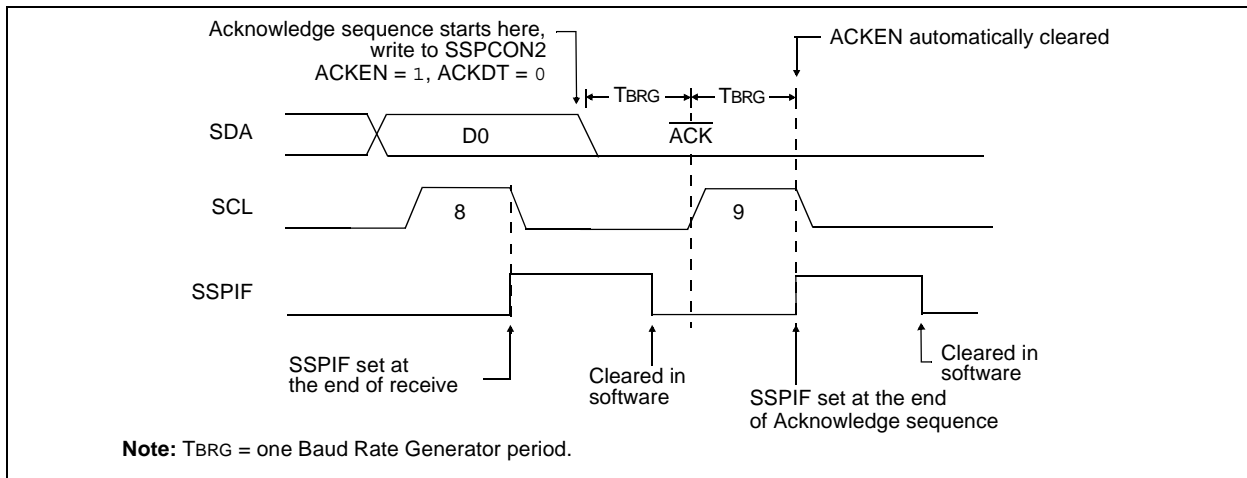 Acknowledge sequence starts here,
write to SSPCON2
ACKEN = 1, ACKDT = 0
ACKEN automatically cleared
TBRG
TBRG
SDA
D0
ACK
SCL
8
9
SSPIF
SSPIF set at
the end of receive
Cleared in
software
SSPIF set at the end
of Acknowledge sequence
Cleared in
software
Note: TBRG = one Baud Rate Generator period.